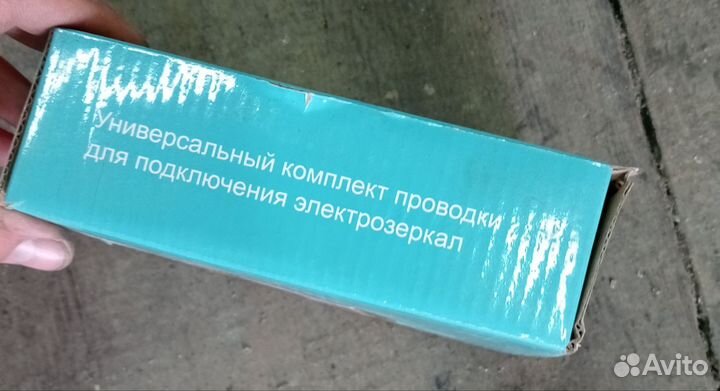 Универсальный комплект проводки
для подключения электрозеркал
Avito